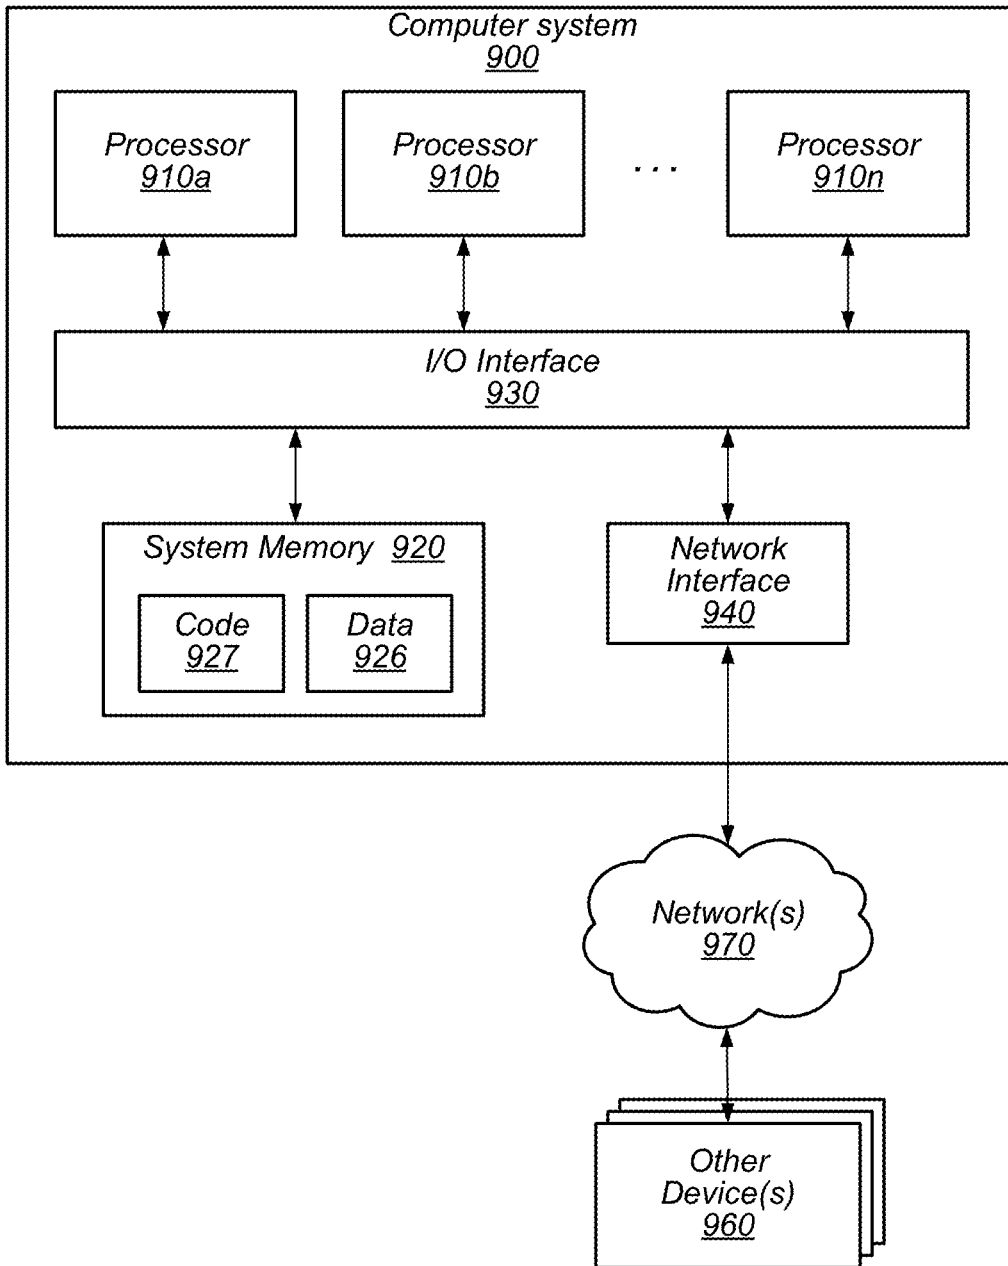 Computer system
900
Processor
910a
Processor
910b
. . .
Processor
910n
I/O Interface
930
System Memory 920
Code
927
Data
926
Network
Interface
940
Network(s)
970
Other
Device(s)
960